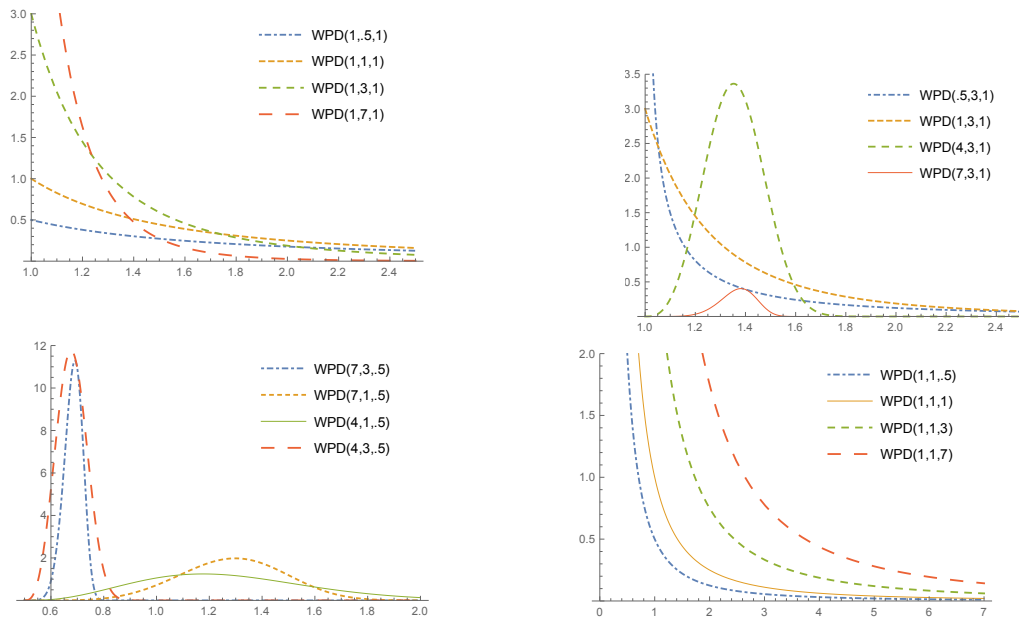 3.0
2.5
2.0
1.5
1.0
0.5
1.0 1.2 1.4 1.6 1.8 2.0 2.2 2.4
WPD(1,.5,1)
WPD(1,1,1)
WPD(1,3,1)
WPD(1,7,1)
3.5
3.0
2.5
2.0
1.5
1.0
0.5
1.0 1.2 1.4 1.6 1.8 2.0 2.2 2.4
WPD(.5,3,1)
WPD(1,3,1)
WPD(4,3,1)
WPD(7,3,1)
12
10
8
6
4
2
0.6 0.8 1.0 1.2 1.4 1.6 1.8 2.0
WPD(7,3,.5)
WPD(7,1,.5)
WPD(4,1,.5)
WPD(4,3,.5)
2.0
1.5
1.0
0.5
0 1 2 3 4 5 6 7
WPD(1,1,.5)
WPD(1,1,1)
WPD(1,1,3)
WPD(1,1,7)